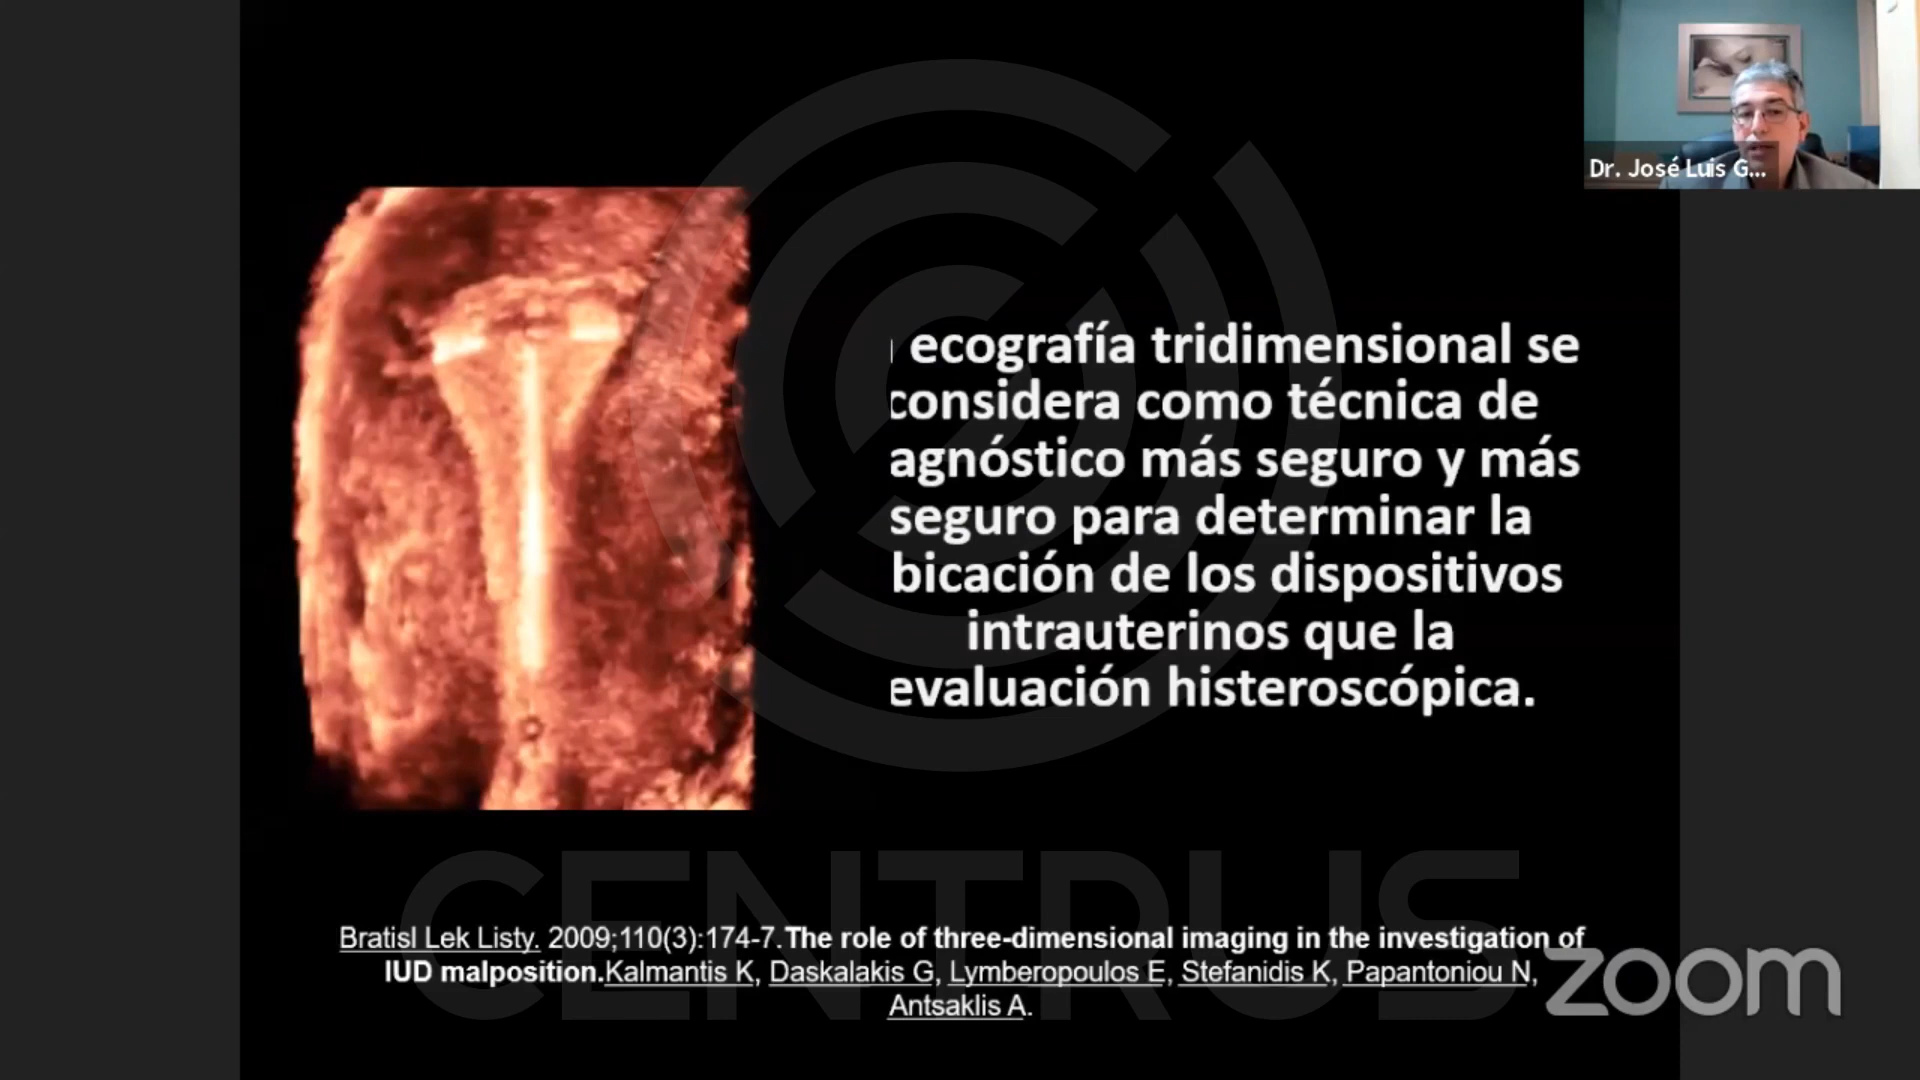 Dr. José Luis G...
ecografía tridimensional se
considera como técnica de
agnóstico más seguro y más
seguro para determinar la
bicación de los dispositivos
intrauterinos que la
evaluación histeroscópica.
CENTRUS
Bratisl Lek Listy. 2009;110(3):174-7.The role of three-dimensional imaging in the investigation of
IUD malposition.Kalmantis K, Daskalakis G, Lymberopoulos E, Stefanidis K, Papantoniou N,
Antsaklis A.
zoom